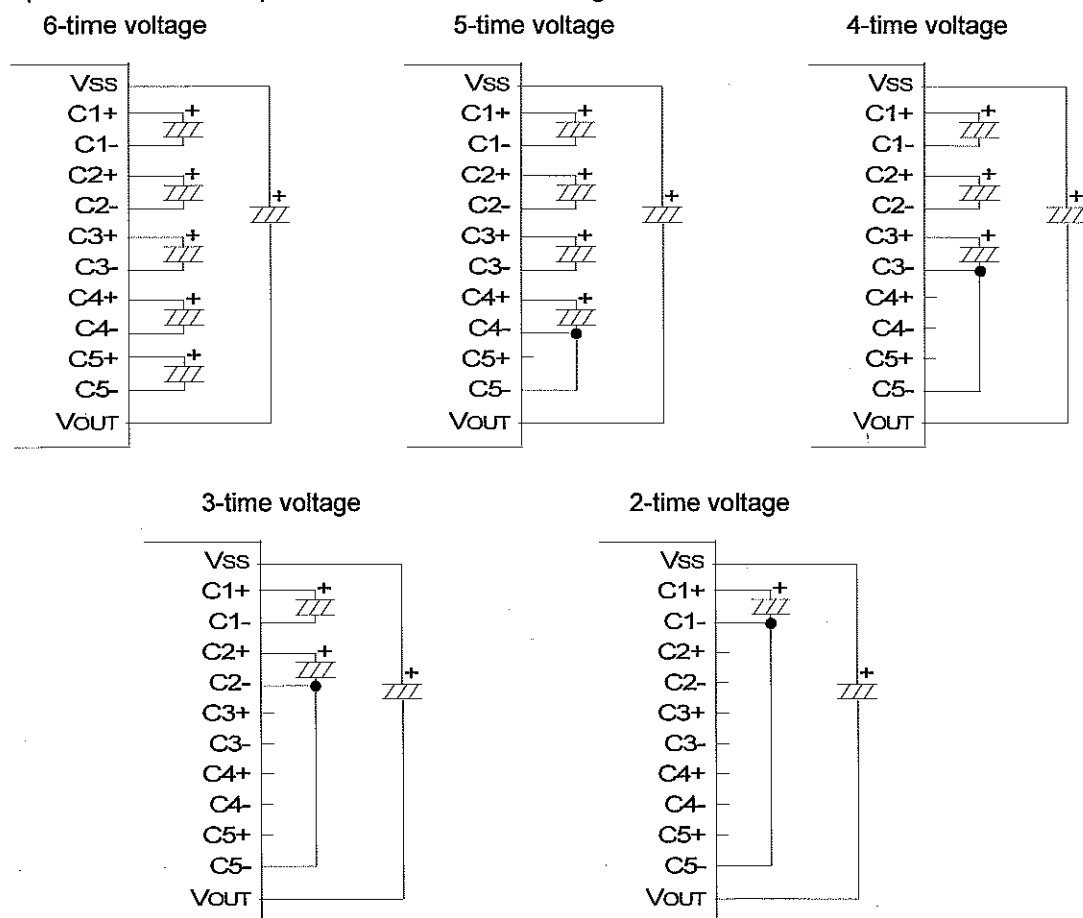 6-time voltage
5-time voltage
4-time voltage
VSS
C1+
C1-
C2+
C2-
C3+
C3-
C4+
C4-
C5+
C5-
VOUT
+
+
+
+
+
+
VSS
C1+
C1-
C2+
C2-
C3+
C3-
C4+
C4-
C5+
C5-
VOUT
+
+
+
+
+
VSS
C1+
C1-
C2+
C2-
C3+
C3-
C4+
C4-
C5+
C5-
VOUT
+
+
+
+
3-time voltage
2-time voltage
VSS
C1+
C1-
C2+
C2-
C3+
C3-
C4+
C4-
C5+
C5-
VOUT
+
+
+
VSS
C1+
C1-
C2+
C2-
C3+
C3-
C4+
C4-
C5+
C5-
VOUT
+
+